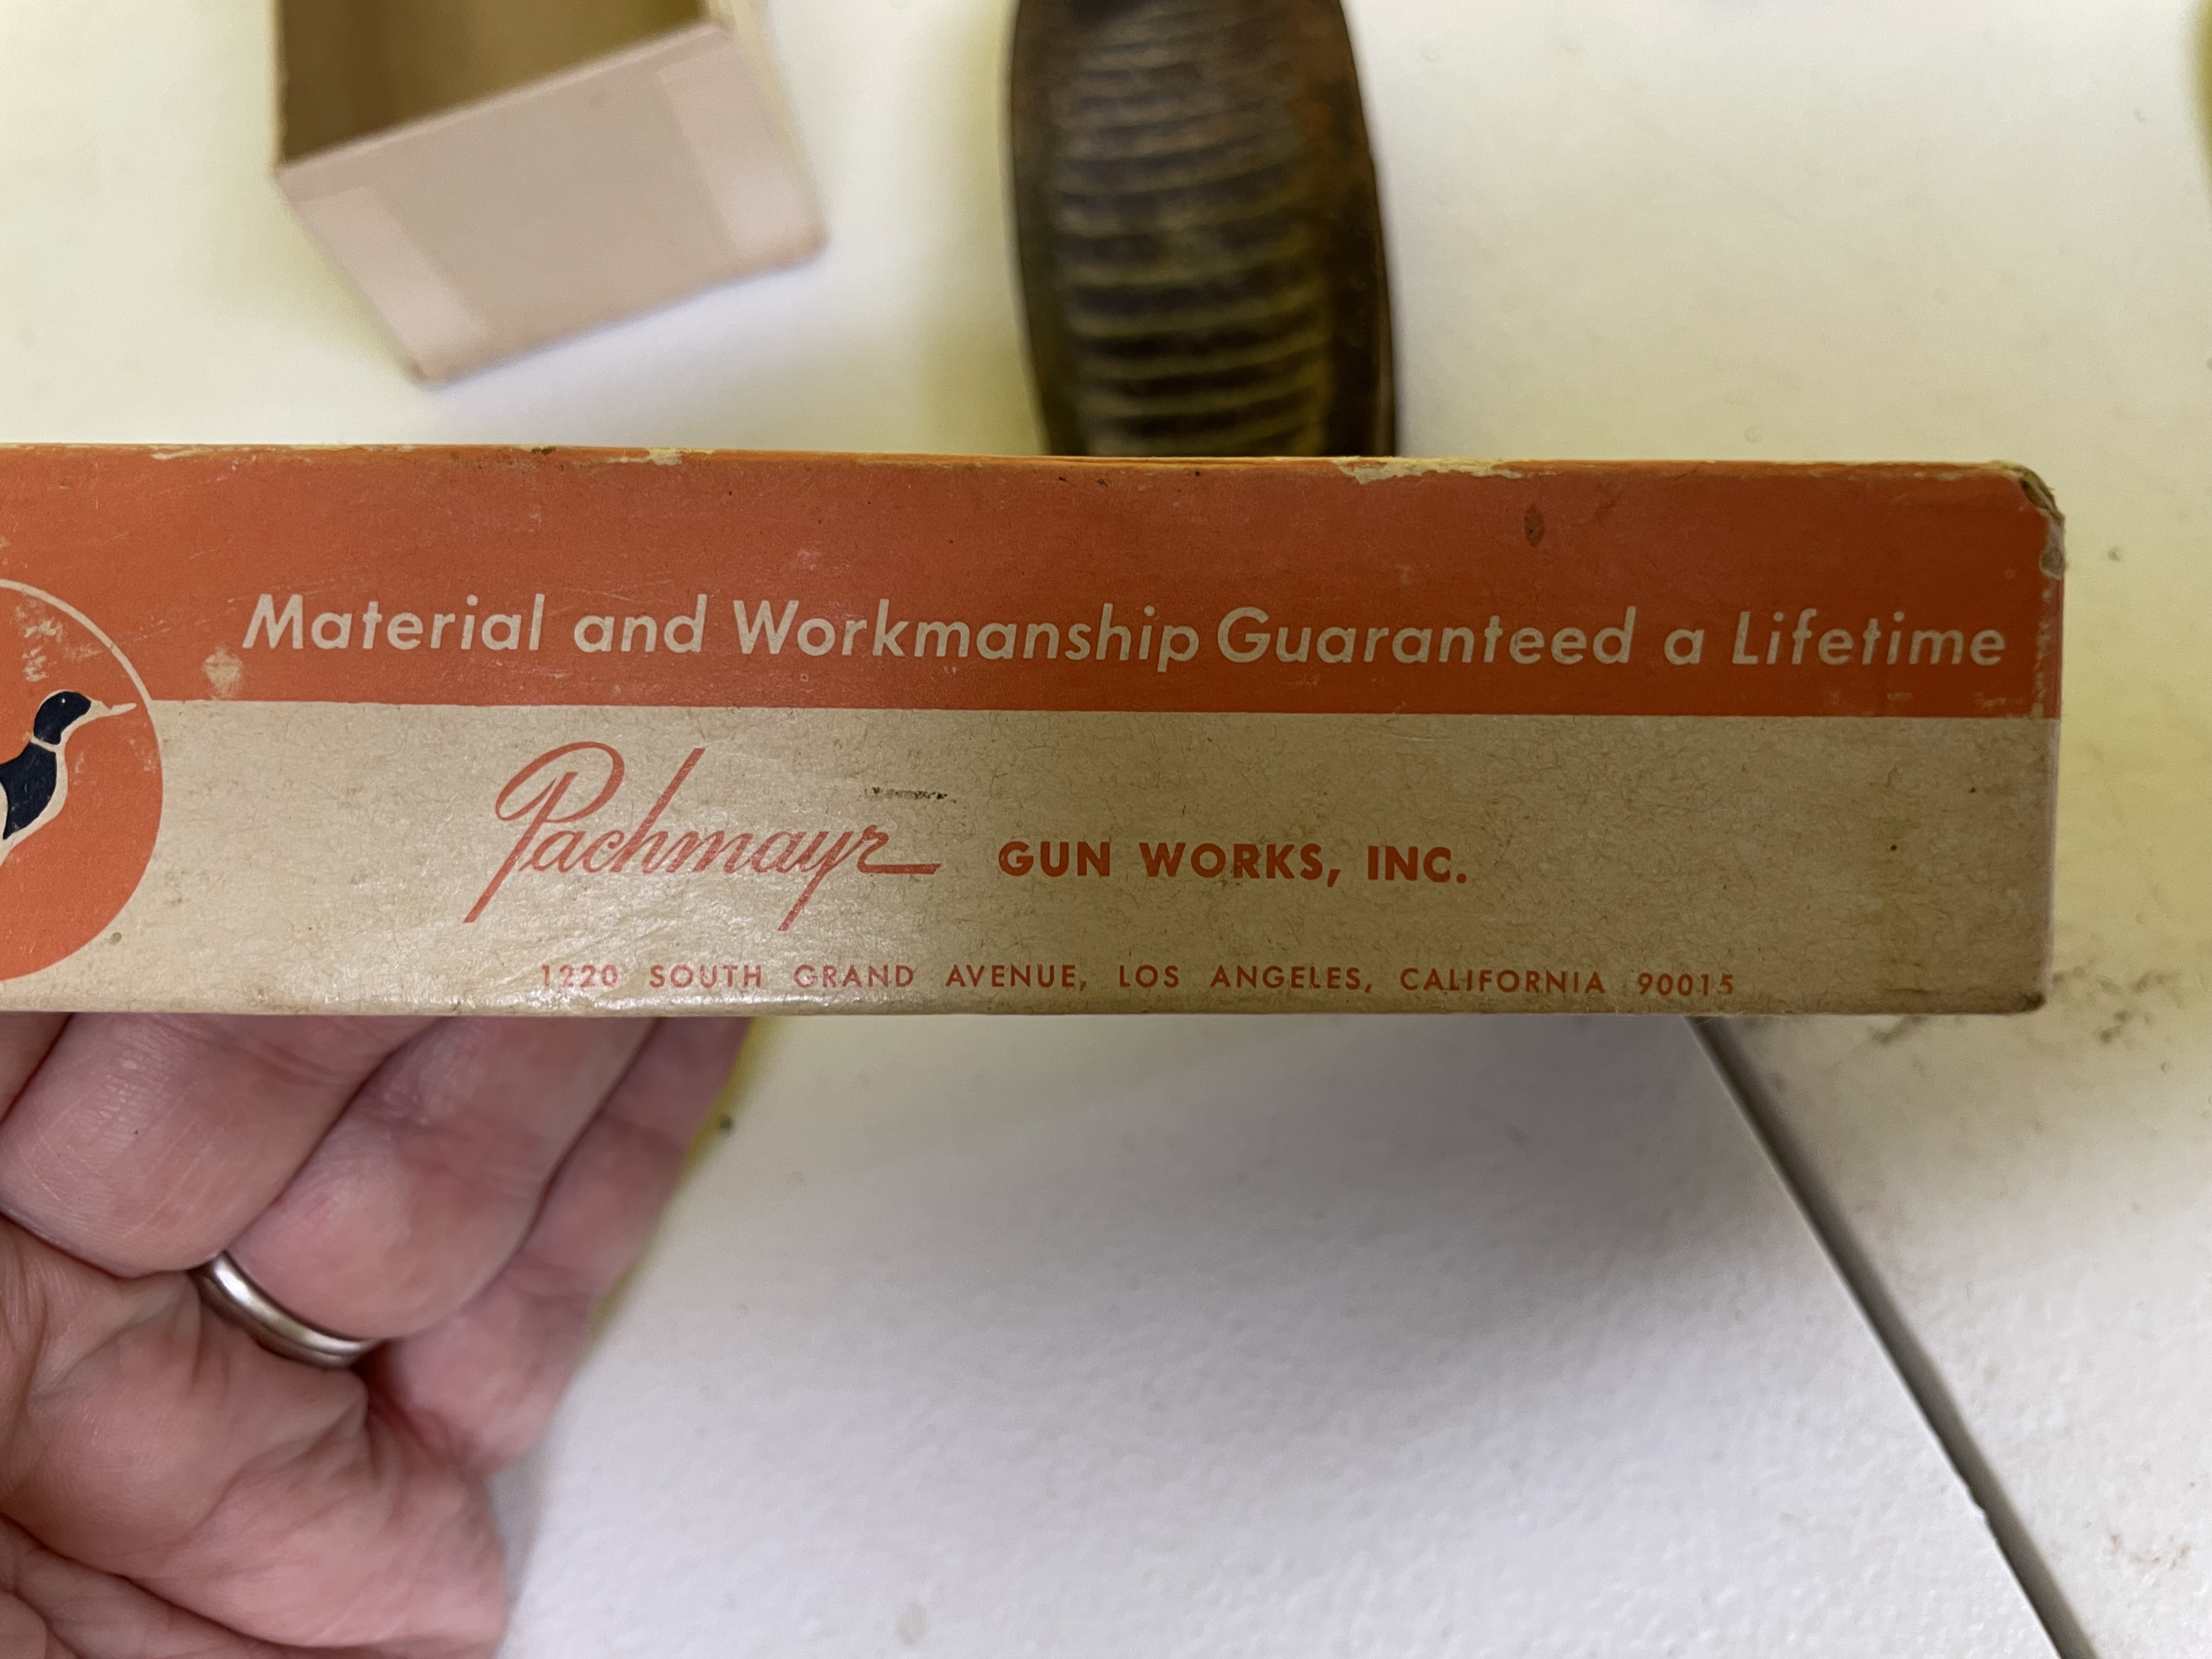 Material and Workmanship Guaranteed a Lifetime
Pachmayr GUN WORKS, INC.
1220 SOUTH GRAND AVENUE, LOS ANGELES, CALIFORNIA 90015